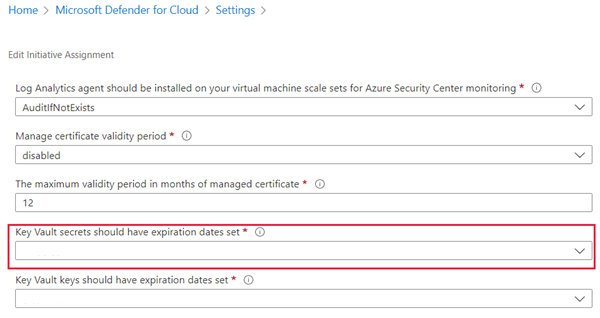 Home > Microsoft Defender for Cloud > Settings >
Edit Initiative Assignment
Log Analytics agent should be installed on your virtual machine scale sets for Azure Security Center monitoring *
AuditIfNotExists
Manage certificate validity period *
disabled
The maximum validity period in months of managed certificate *
12
Key Vault secrets should have expiration dates set *
Key Vault keys should have expiration dates set *